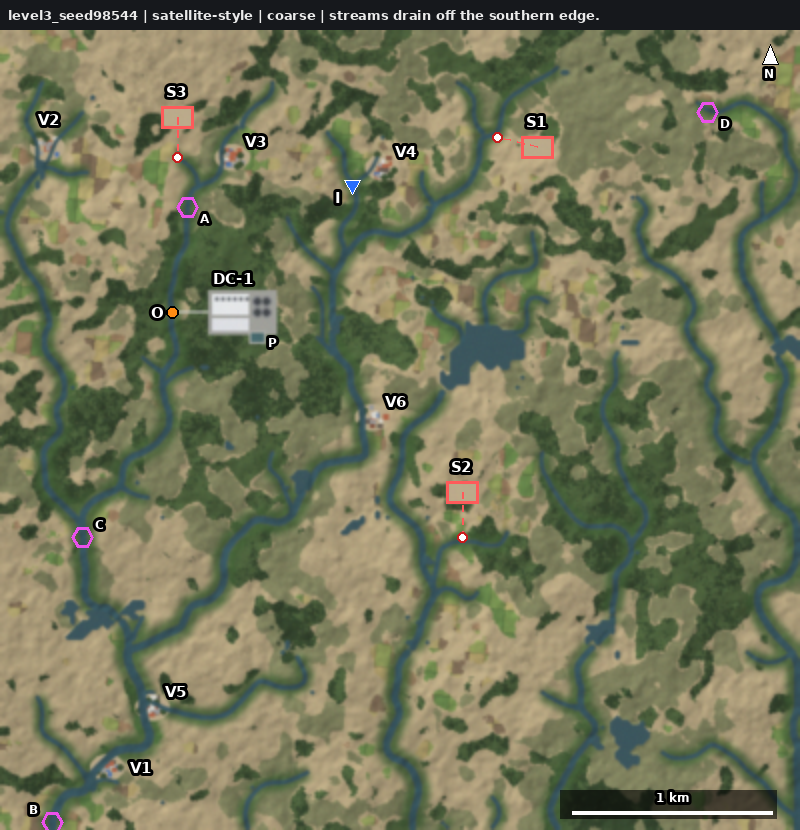 level3_seed98544 | satellite-style | coarse | streams drain off the southern edge.
N
S3
V2
S1
D
V3
V4
I
A
DC-1
O
P
V6
S2
C
V5
V1
1 km
B